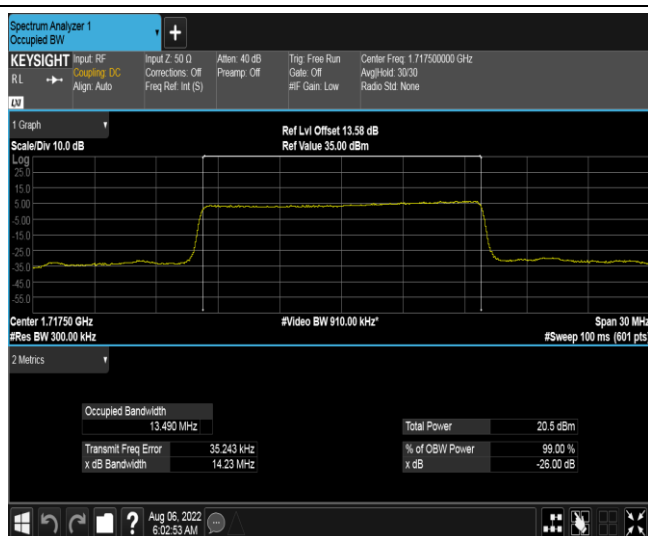 Spectrum Analyzer 1
Occupied BW
KEYSIGHT
RL
LXI
Input: RF
Coupling: DC
Align: Auto
Input Z: 50 Ω
Corrections: Off
Freq Ref: Int (S)
Atten: 40 dB
Preamp: Off
Trig: Free Run
Gate: Off
#IF Gain: Low
Center Freq: 1.717500000 GHz
Avg|Hold: 30/30
Radio Std: None
1 Graph
Scale/Div 10.0 dB
Ref Lvl Offset 13.58 dB
Ref Value 35.00 dBm
Log
25.0
15.0
5.00
-5.00
-15.0
-25.0
-35.0
-45.0
-55.0
Center 1.71750 GHz
#Res BW 300.00 kHz
#Video BW 910.00 kHz*
Span 30 MHz
#Sweep 100 ms (601 pts)
2 Metrics
Occupied Bandwidth
13.490 MHz
Transmit Freq Error 35.243 kHz
x dB Bandwidth 14.23 MHz
Total Power 20.5 dBm
% of OBW Power 99.00 %
x dB -26.00 dB
Aug 06, 2022
6:02:53 AM